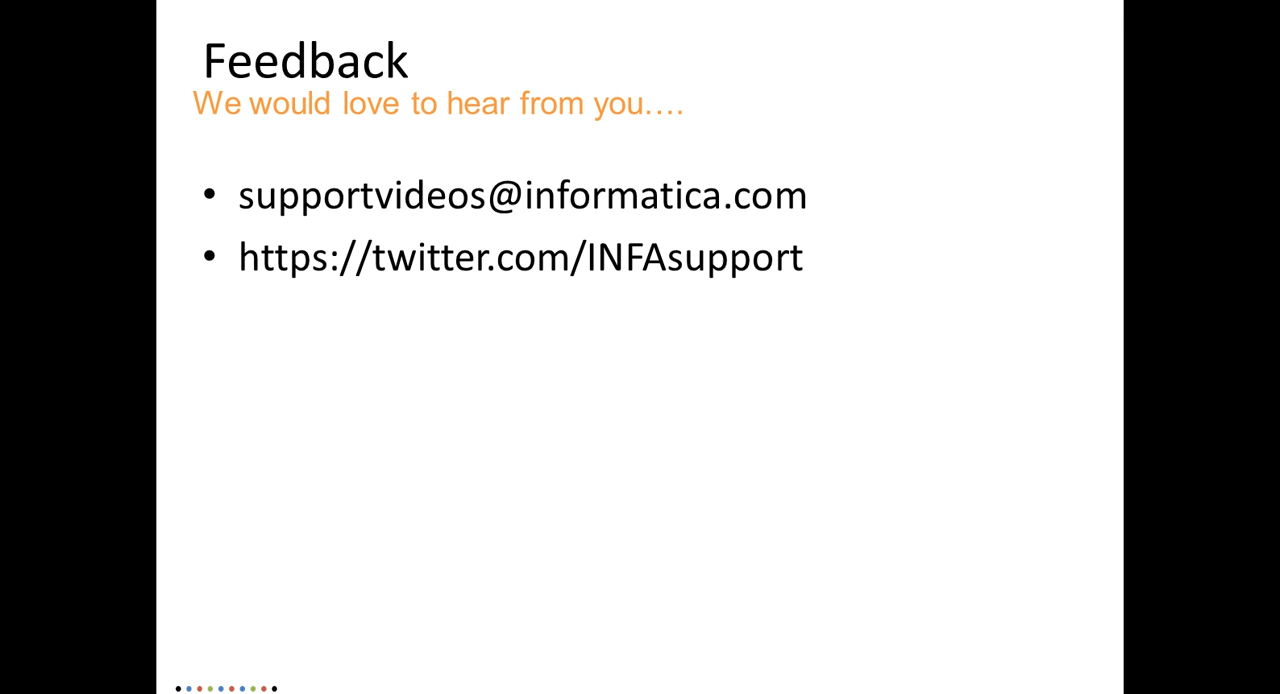 Feedback
We would love to hear from you....
• supportvideos@informatica.com
• https://twitter.com/INFAsupport